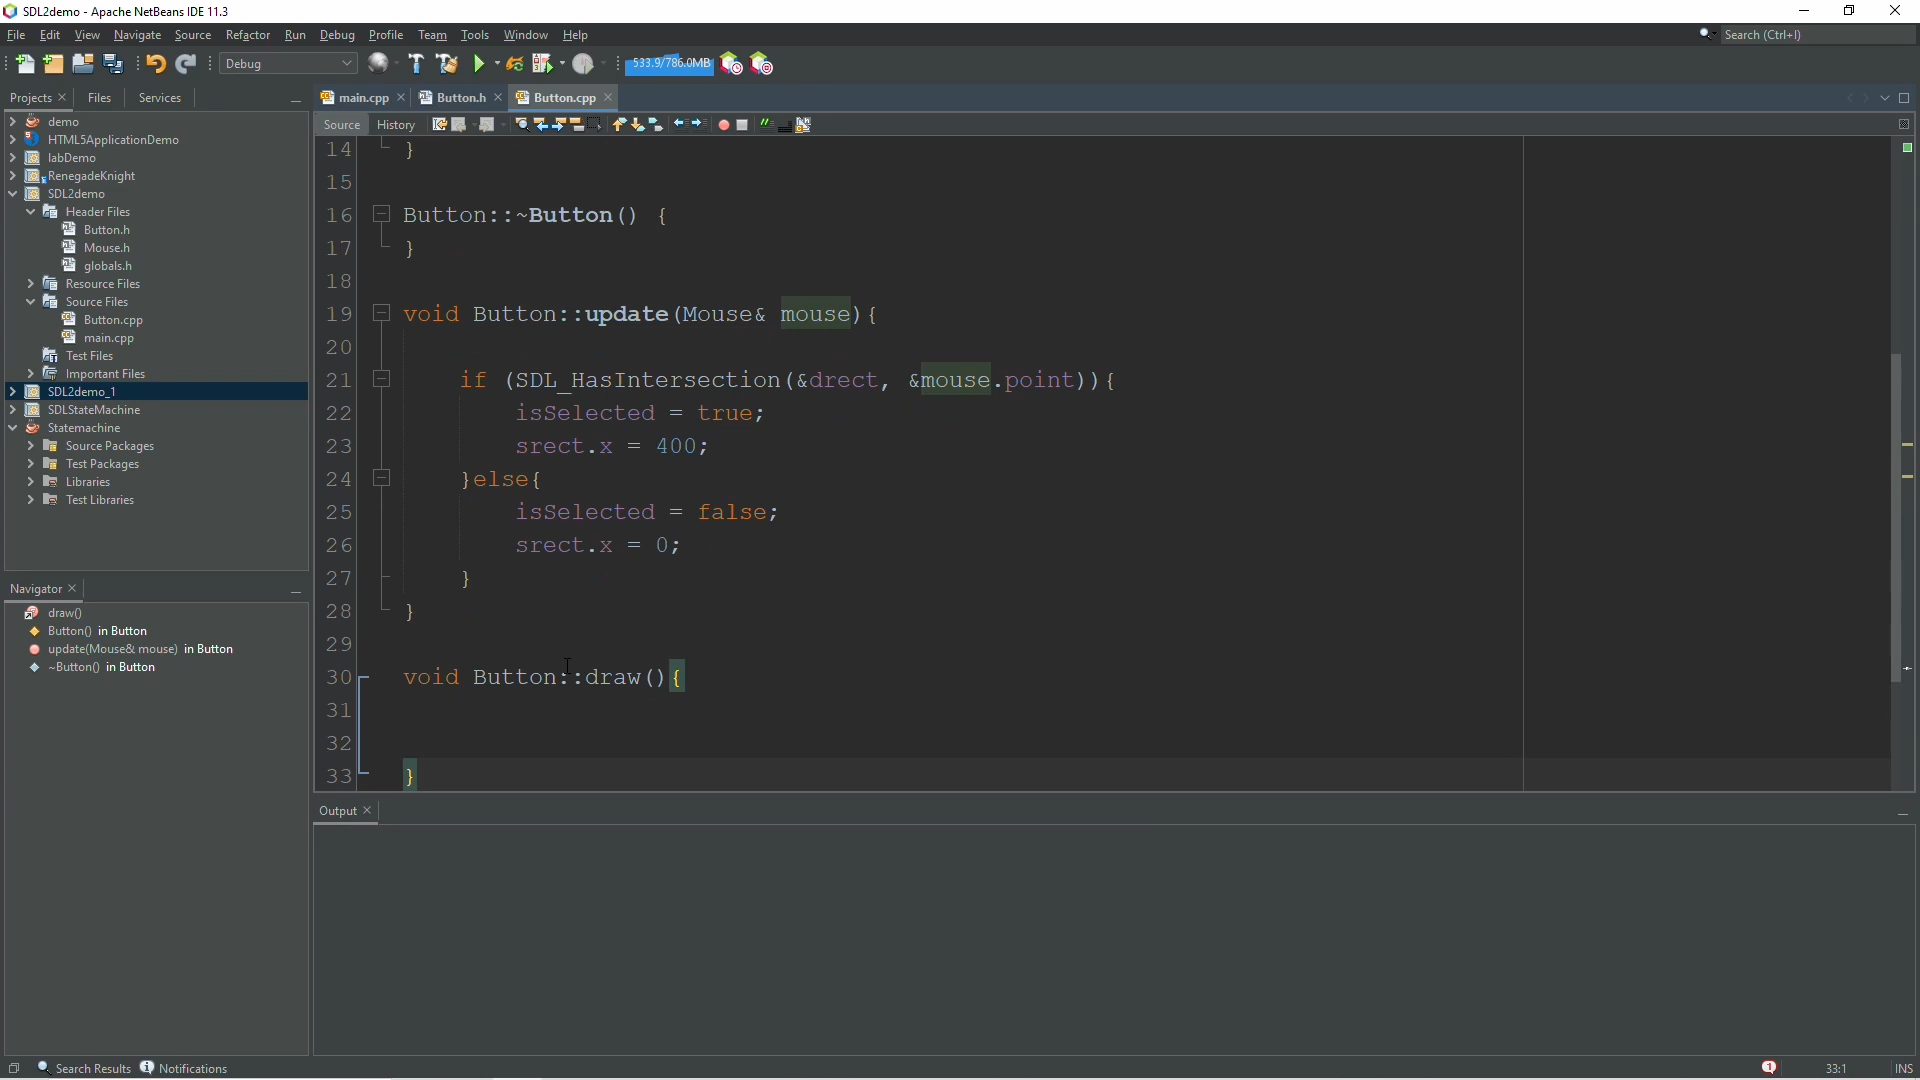 SDL2demo - Apache NetBeans IDE 11.3
File Edit View Navigate Source Refactor Run Debug Profile Team Tools Window Help
Search (Ctrl+I)
Debug
533.9/786.0MB
Projects Files Services
main.cpp Button.h Button.cpp
Source History
demo
HTML5ApplicationDemo
labDemo
RenegadeKnight
SDL2demo
Header Files
Button.h
Mouse.h
globals.h
Resource Files
Source Files
Button.cpp
main.cpp
Test Files
Important Files
SDL2demo_1
SDLStateMachine
Statemachine
Source Packages
Test Packages
Libraries
Test Libraries
Navigator
draw()
Button() in Button
update(Mouse& mouse) in Button
~Button() in Button
14 }
15
16 Button::~Button() {
17 }
18
19 void Button::update(Mouse& mouse){
20
21 if (SDL_HasIntersection(&drect, &mouse.point)){
22 isSelected = true;
23 srect.x = 400;
24 }else{
25 isSelected = false;
26 srect.x = 0;
27 }
28 }
29
30 void Button::draw(){
31
32
33 }
Output
Search Results Notifications
1 33:1 INS